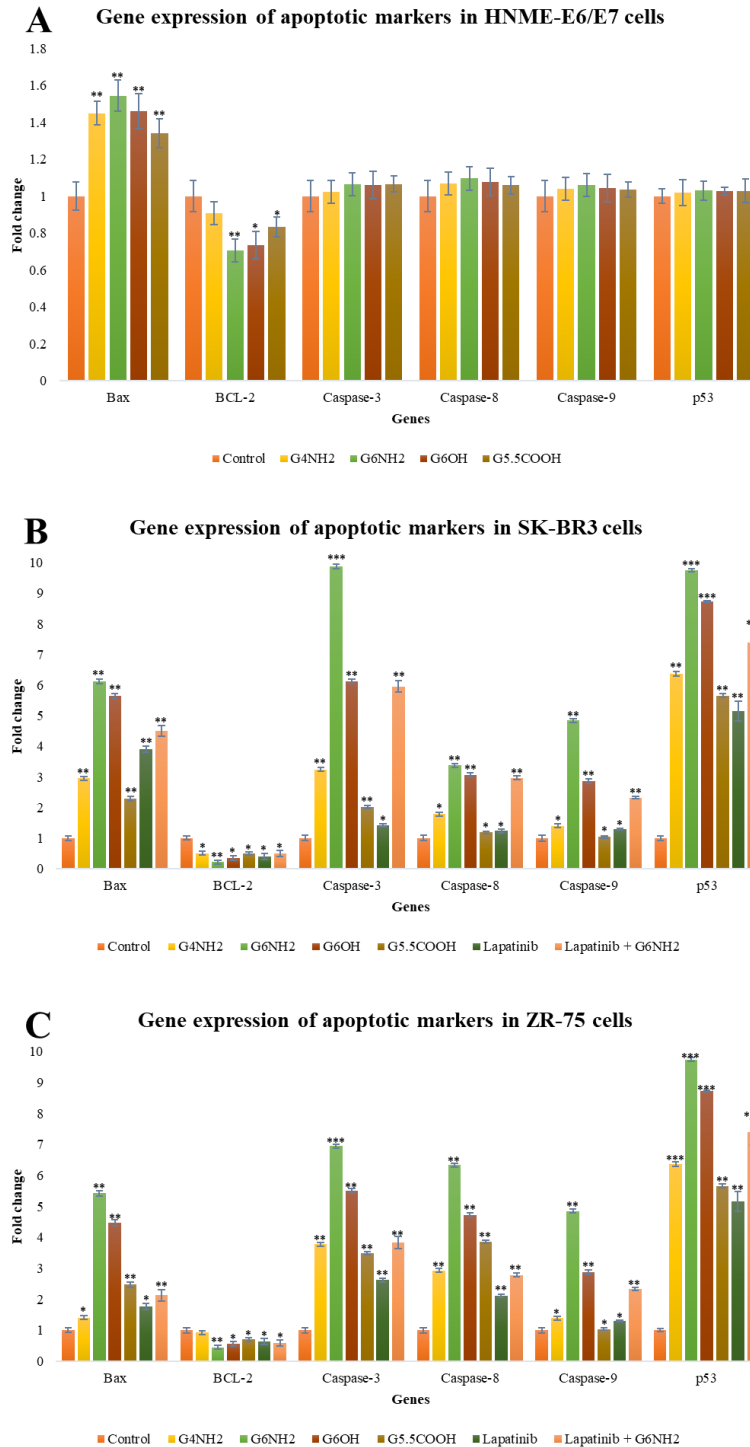 A
Gene expression of apoptotic markers in HNME-E6/E7 cells
1.8
1.6
1.4
1.2
1
0.8
0.6
0.4
0.2
0
Fold change
** ** ** **
** * *
Bax BCL-2 Caspase-3 Caspase-8 Caspase-9 p53
Genes
Control G4NH2 G6NH2 G6OH G5.5COOH
B
Gene expression of apoptotic markers in SK-BR3 cells
10
9
8
7
6
5
4
3
2
1
0
Fold change
** ** ** ** ** **
* ** * * * *
** *** ** ** * **
* ** ** * * **
* ** ** * * **
** *** *** ** ** *
Bax BCL-2 Caspase-3 Caspase-8 Caspase-9 p53
Genes
Control G4NH2 G6NH2 G6OH G5.5COOH Lapatinib Lapatinib + G6NH2
C
Gene expression of apoptotic markers in ZR-75 cells
10
9
8
7
6
5
4
3
2
1
0
Fold change
* ** ** ** * **
** * * * *
** *** ** ** ** **
** ** ** ** ** **
* ** ** * * **
*** *** *** ** **
Bax BCL-2 Caspase-3 Caspase-8 Caspase-9 p53
Genes
Control G4NH2 G6NH2 G6OH G5.5COOH Lapatinib Lapatinib + G6NH2